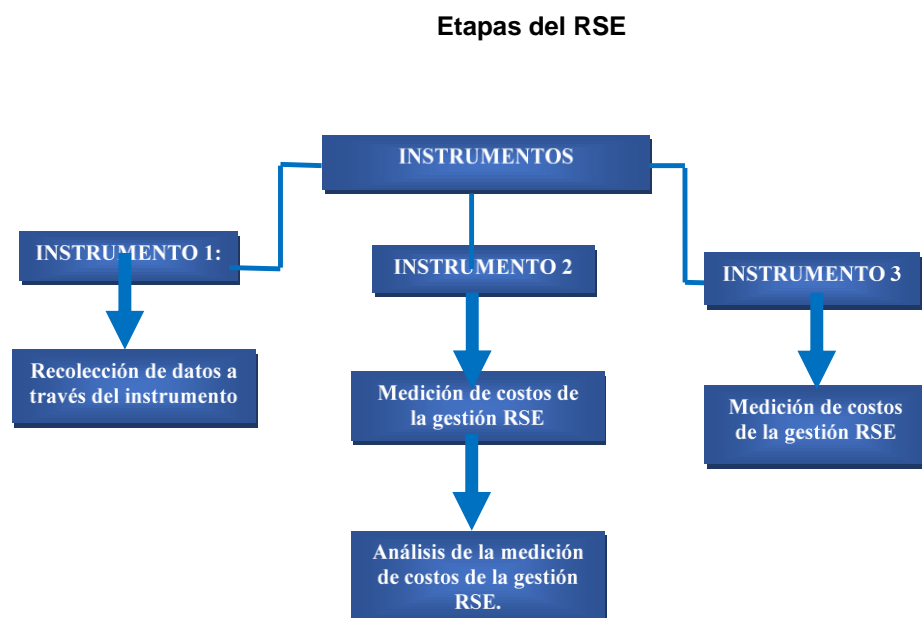 Etapas del RSE
INSTRUMENTOS
INSTRUMENTO 1:
INSTRUMENTO 2
INSTRUMENTO 3
Recolección de datos a
través del instrumento
Medición de costos de
la gestión RSE
Medición de costos
de la gestión RSE
Análisis de la medición
de costos de la gestión
RSE.